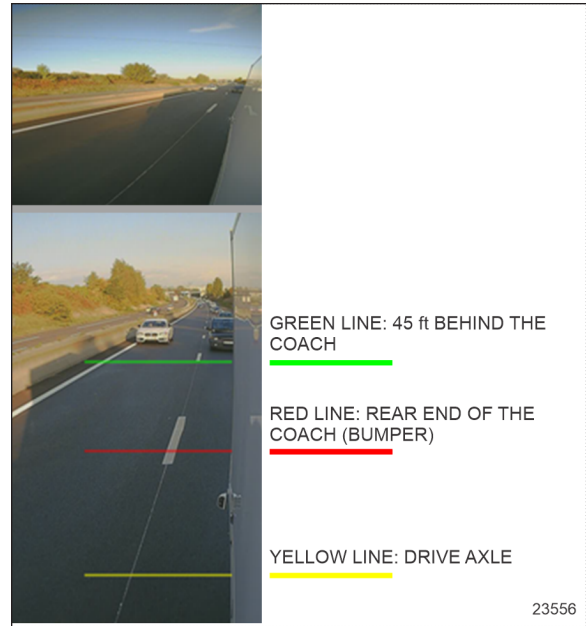 GREEN LINE: 45 ft BEHIND THE
COACH
RED LINE: REAR END OF THE
COACH (BUMPER)
YELLOW LINE: DRIVE AXLE
23556